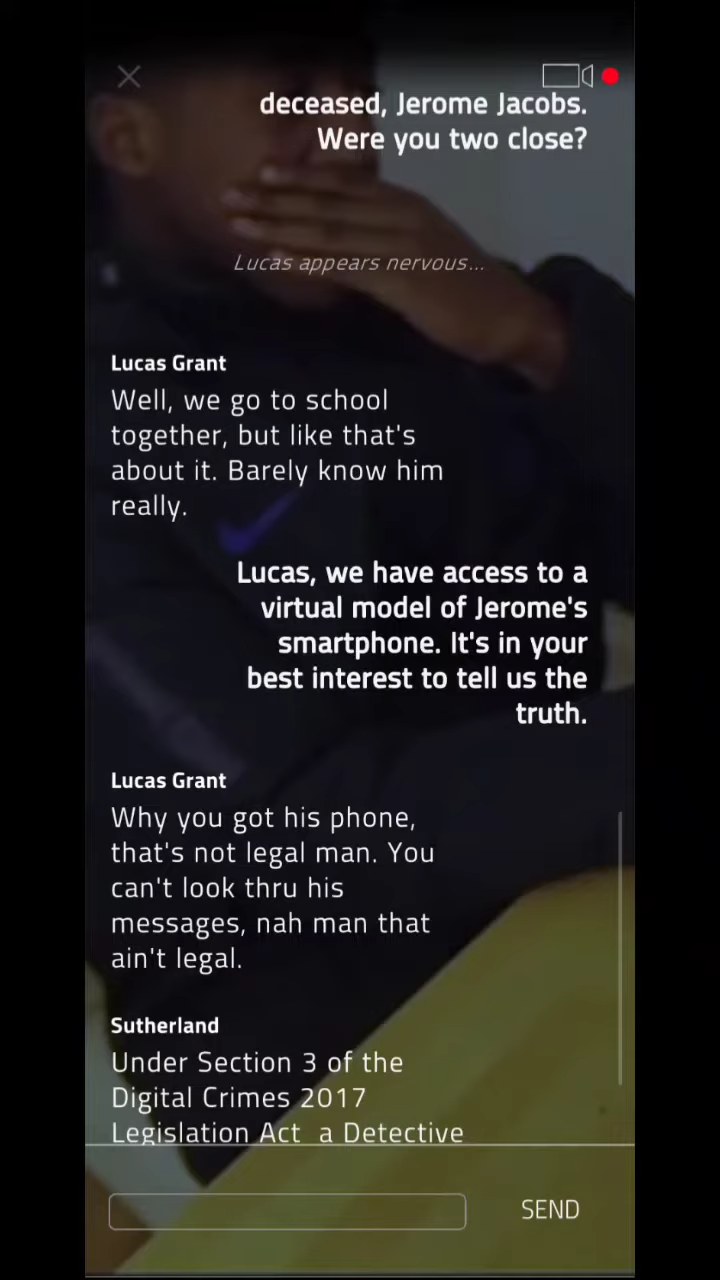 deceased, Jerome Jacobs.
Were you two close?
Lucas appears nervous...
Lucas Grant
Well, we go to school
together, but like that's
about it. Barely know him
really.
Lucas, we have access to a
virtual model of Jerome's
smartphone. It's in your
best interest to tell us the
truth.
Lucas Grant
Why you got his phone,
that's not legal man. You
can't look thru his
messages, nah man that
ain't legal.
Sutherland
Under Section 3 of the
Digital Crimes 2017
Legislation Act a Detective
SEND